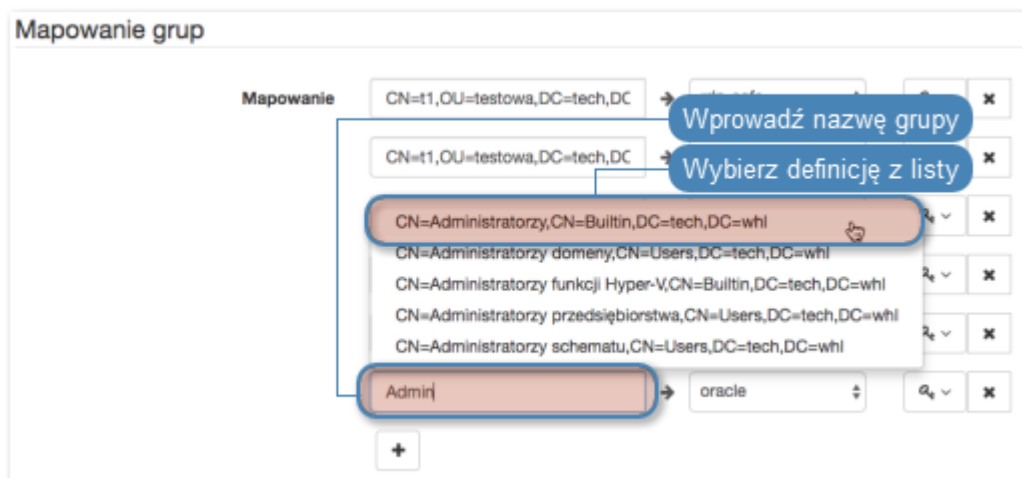 Mapowanie grup
Mapowanie
CN=t1,OU=testowa,DC=tech,DC
Wprowadź nazwę grupy
CN=t1,OU=testowa,DC=tech,DC
Wybierz definicję z listy
CN=Administratorzy,CN=Builtin,DC=tech,DC=whl
CN=Administratorzy domeny,CN=Users,DC=tech,DC=whl
CN=Administratorzy funkcji Hyper-V,CN=Builtin,DC=tech,DC=whl
CN=Administratorzy przedsiębiorstwa,CN=Users,DC=tech,DC=whl
CN=Administratorzy schematu,CN=Users,DC=tech,DC=whl
Admin oracle